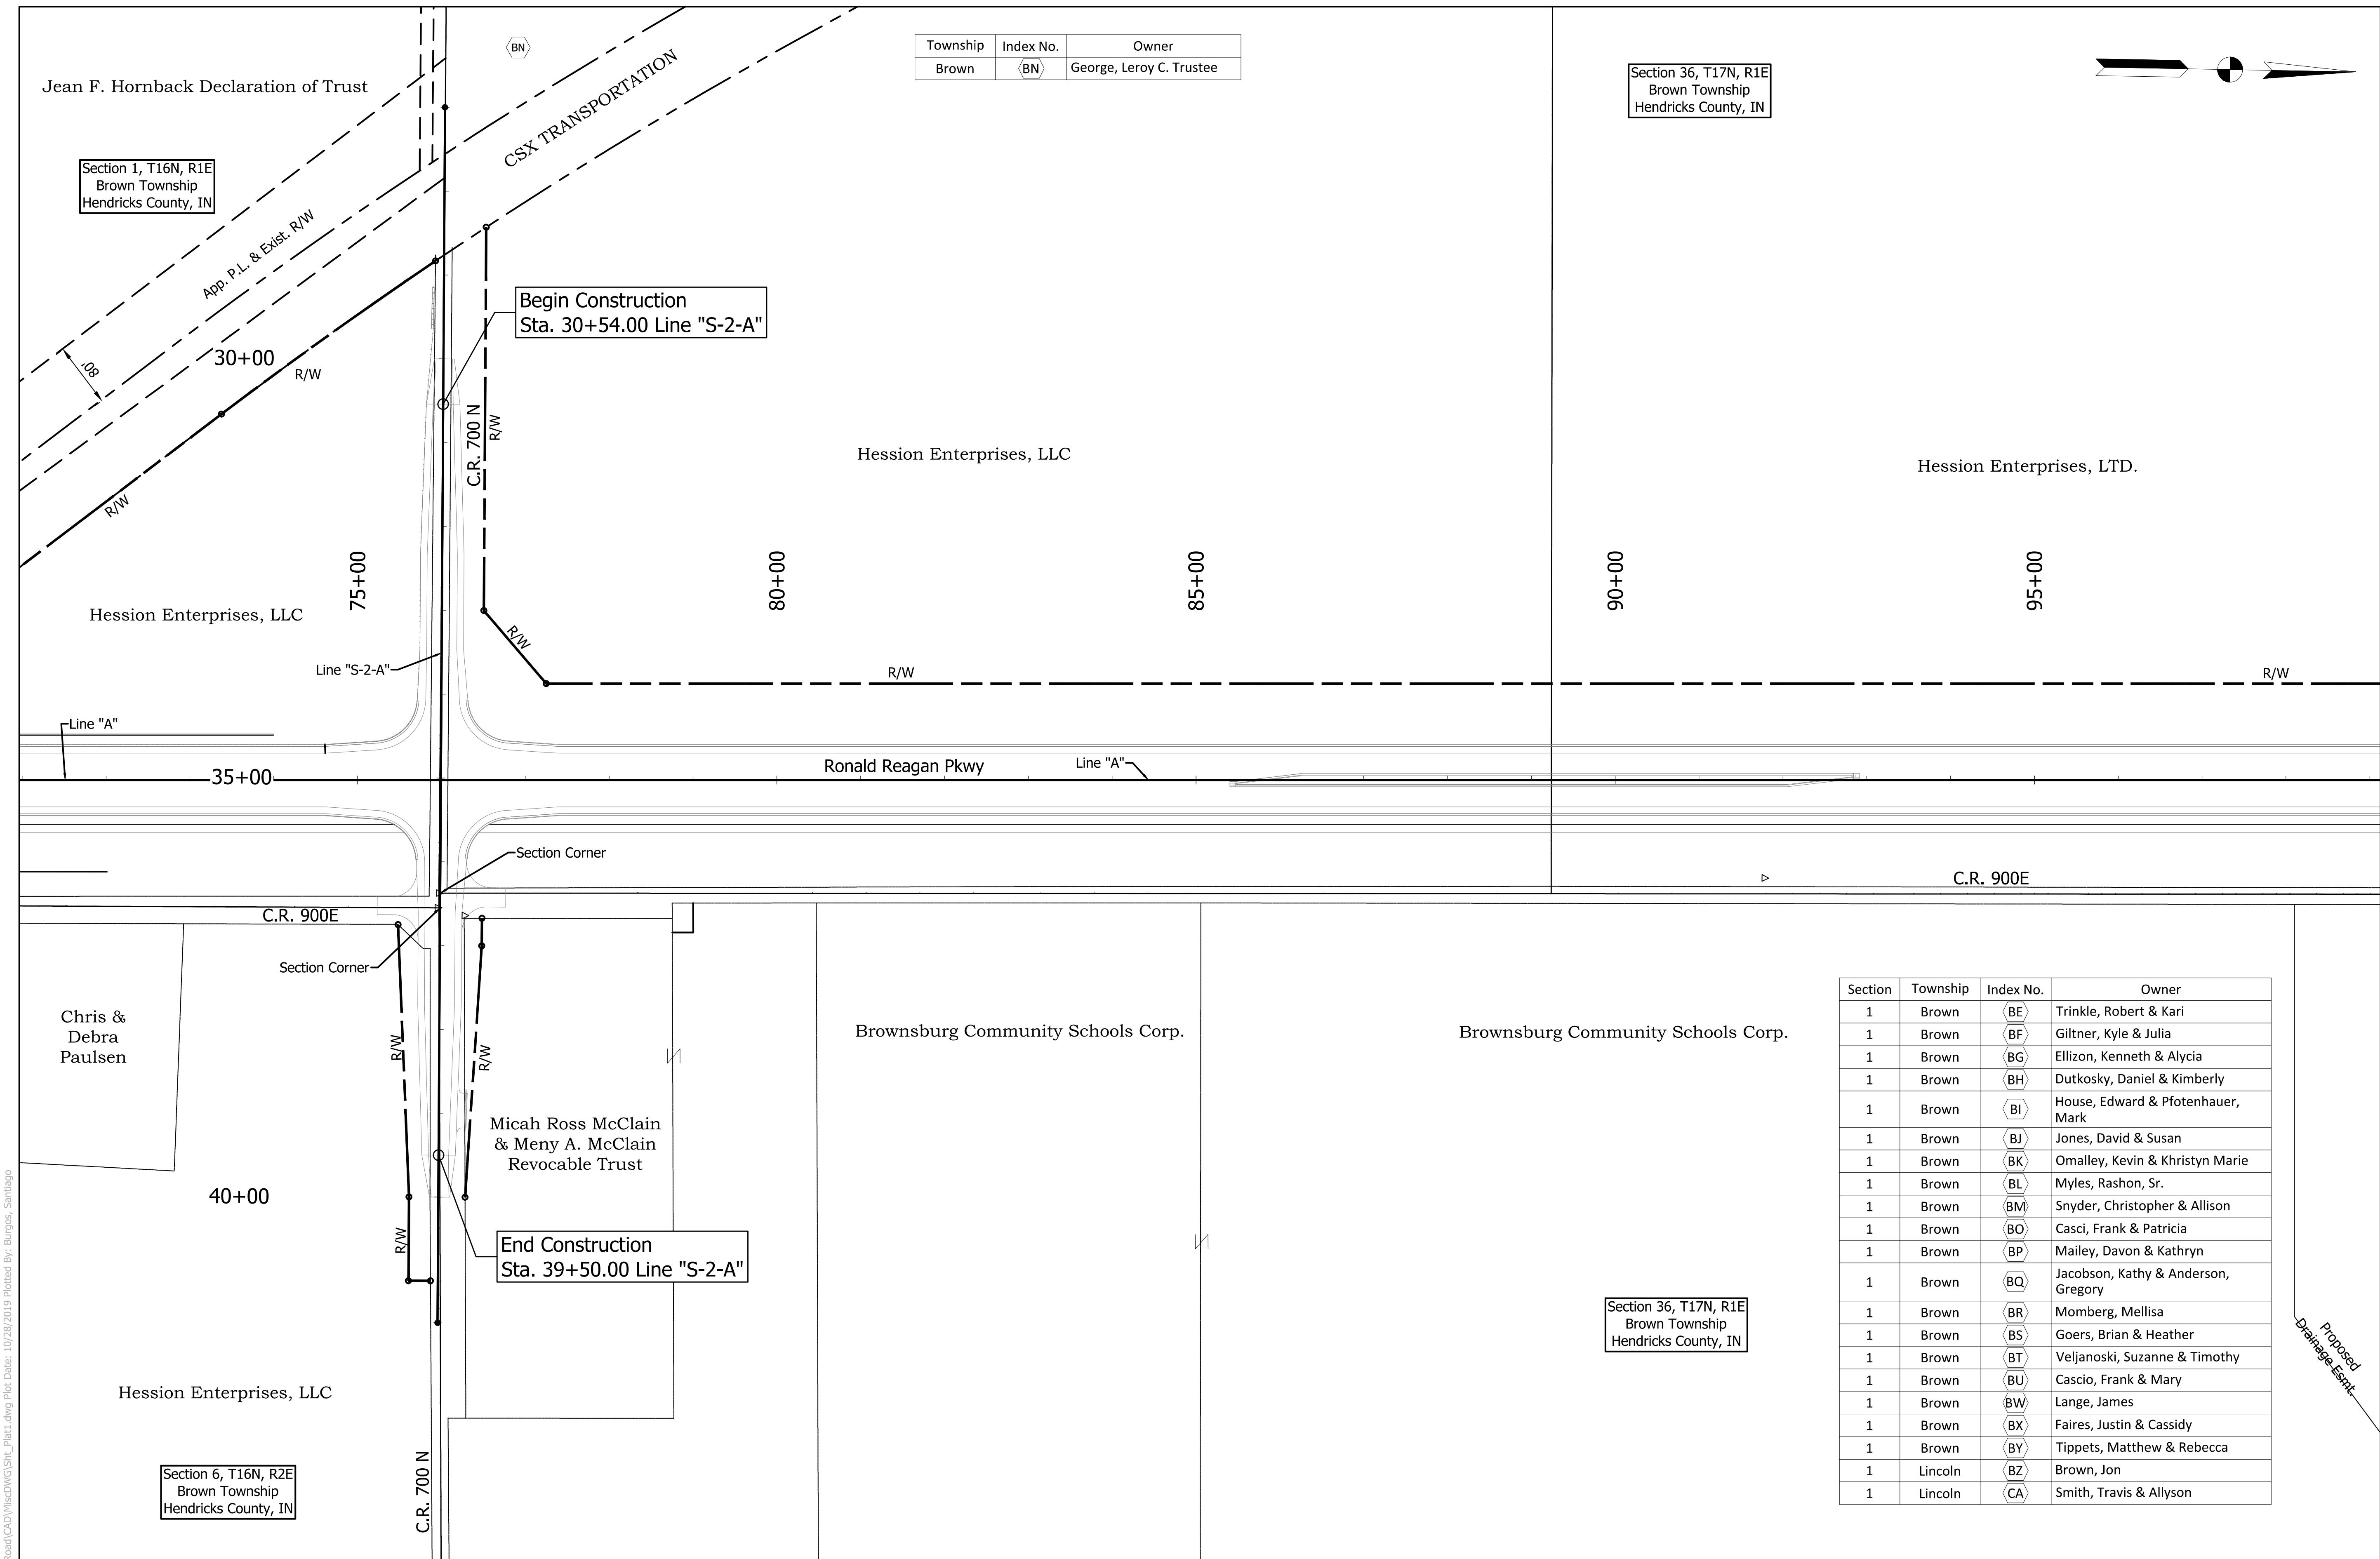 BN
Township Index No. Owner
Brown BN George, Leroy C. Trustee
Jean F. Hornback Declaration of Trust
CSX TRANSPORTATION
Section 36, T17N, R1E
Brown Township
Hendricks County, IN
Section 1, T16N, R1E
Brown Township
Hendricks County, IN
App. P.L. & Exist. R/W
80'
30+00
R/W
R/W
Begin Construction
Sta. 30+54.00 Line "S-2-A"
C.R. 700 N
R/W
Hession Enterprises, LLC
Hession Enterprises, LTD.
75+00
80+00
85+00
90+00
95+00
Hession Enterprises, LLC
R/W
Line "S-2-A"
R/W
R/W
Line "A"
35+00
Ronald Reagan Pkwy
Line "A"
Section Corner
C.R. 900E
C.R. 900E
Section Corner
Chris &
Debra
Paulsen
R/W
R/W
Brownsburg Community Schools Corp.
Brownsburg Community Schools Corp.
Micah Ross McClain
& Meny A. McClain
Revocable Trust
40+00
R/W
End Construction
Sta. 39+50.00 Line "S-2-A"
Section 36, T17N, R1E
Brown Township
Hendricks County, IN
Hession Enterprises, LLC
Section 6, T16N, R2E
Brown Township
Hendricks County, IN
C.R. 700 N
Section Township Index No. Owner
1 Brown BE Trinkle, Robert & Kari
1 Brown BF Giltner, Kyle & Julia
1 Brown BG Ellizon, Kenneth & Alycia
1 Brown BH Dutkosky, Daniel & Kimberly
1 Brown BI House, Edward & Pfotenhauer,
Mark
1 Brown BJ Jones, David & Susan
1 Brown BK Omalley, Kevin & Khristyn Marie
1 Brown BL Myles, Rashon, Sr.
1 Brown BM Snyder, Christopher & Allison
1 Brown BO Casci, Frank & Patricia
1 Brown BP Mailey, Davon & Kathryn
1 Brown BQ Jacobson, Kathy & Anderson,
Gregory
1 Brown BR Momberg, Mellisa
1 Brown BS Goers, Brian & Heather
1 Brown BT Veljanoski, Suzanne & Timothy
1 Brown BU Cascio, Frank & Mary
1 Brown BW Lange, James
1 Brown BX Faires, Justin & Cassidy
1 Brown BY Tippets, Matthew & Rebecca
1 Lincoln BZ Brown, Jon
1 Lincoln CA Smith, Travis & Allyson
Proposed
Drainage Esmt.
Road\CAD\MiscDWG\Sht_Plat1.dwg Plot Date: 10/28/2019 Plotted By: Burgos, Santiago